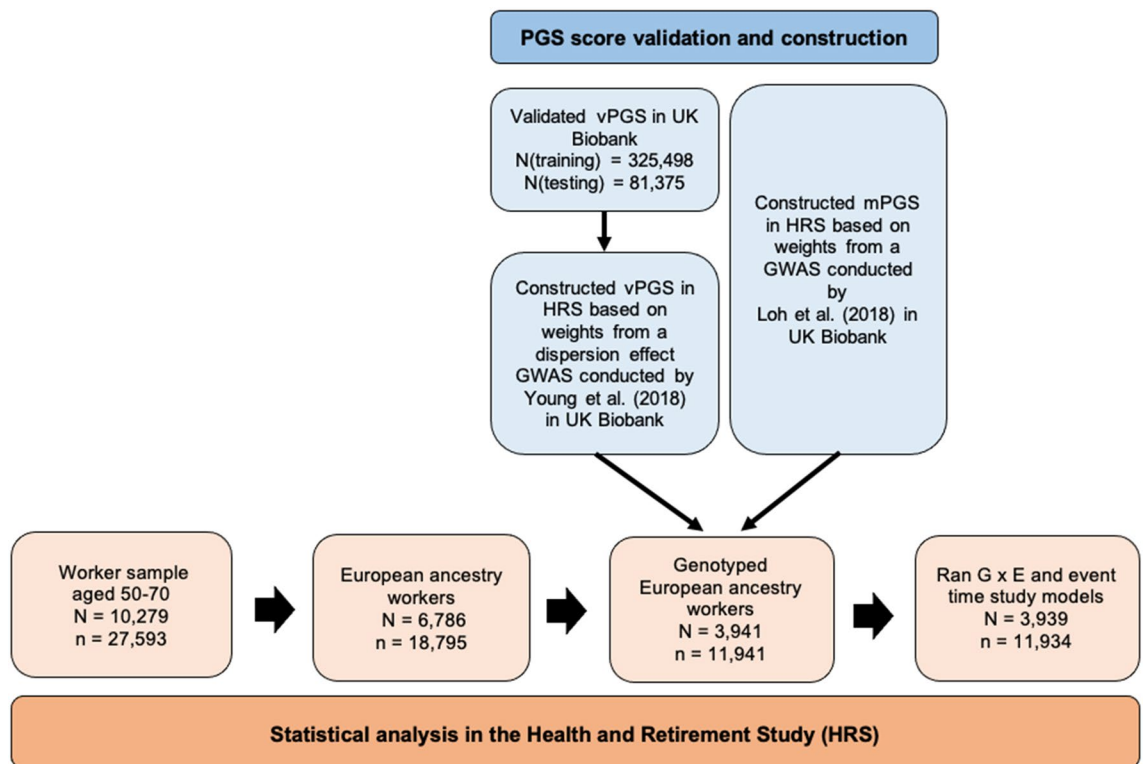 PGS score validation and construction
Validated vPGS in UK
Biobank
N(training) = 325,498
N(testing) = 81,375
Constructed vPGS in
HRS based on
weights from a
dispersion effect
GWAS conducted by
Young et al. (2018)
in UK Biobank
Constructed mPGS
in HRS based on
weights from a
GWAS conducted
by
Loh et al. (2018) in
UK Biobank
Worker sample
aged 50-70
N = 10,279
n = 27,593
European ancestry
workers
N = 6,786
n = 18,795
Genotyped
European ancestry
workers
N = 3,941
n = 11,941
Ran G x E and event
time study models
N = 3,939
n = 11,934
Statistical analysis in the Health and Retirement Study (HRS)